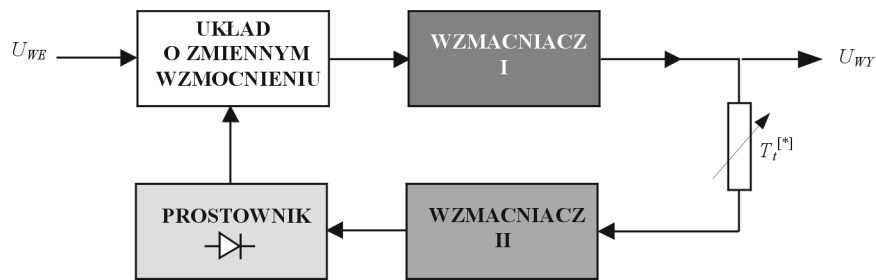 U_WE
UKŁAD
O ZMIENNYM
WZMOCNIENIU
WZMACNIACZ
I
U_WY
T_t^[*]
PROSTOWNIK
WZMACNIACZ
II